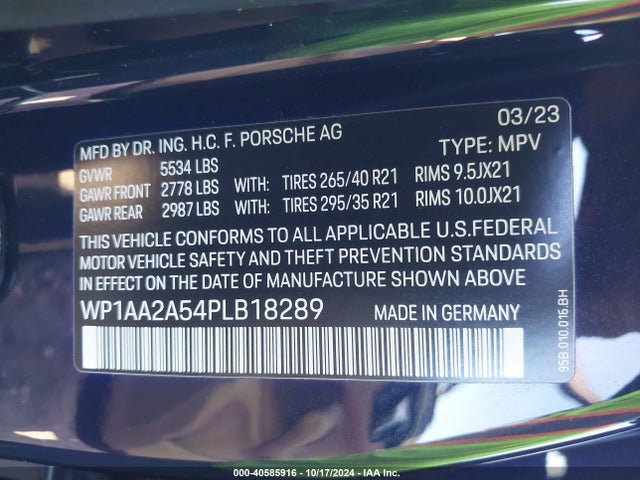 03/23
MFD BY DR. ING. H.C. F. PORSCHE AG
TYPE: MPV
GVWR 5534 LBS
GAWR FRONT 2778 LBS WITH: TIRES 265/40 R21 RIMS 9.5JX21
GAWR REAR 2987 LBS WITH: TIRES 295/35 R21 RIMS 10.0JX21
THIS VEHICLE CONFORMS TO ALL APPLICABLE U.S.FEDERAL
MOTOR VEHICLE SAFETY AND THEFT PREVENTION STANDARDS
IN EFFECT ON THE DATE OF MANUFACTURE SHOWN ABOVE
WP1AA2A54PLB18289 MADE IN GERMANY
95B.010.016.BH
000-40585916 - 10/17/2024 - IAA Inc.